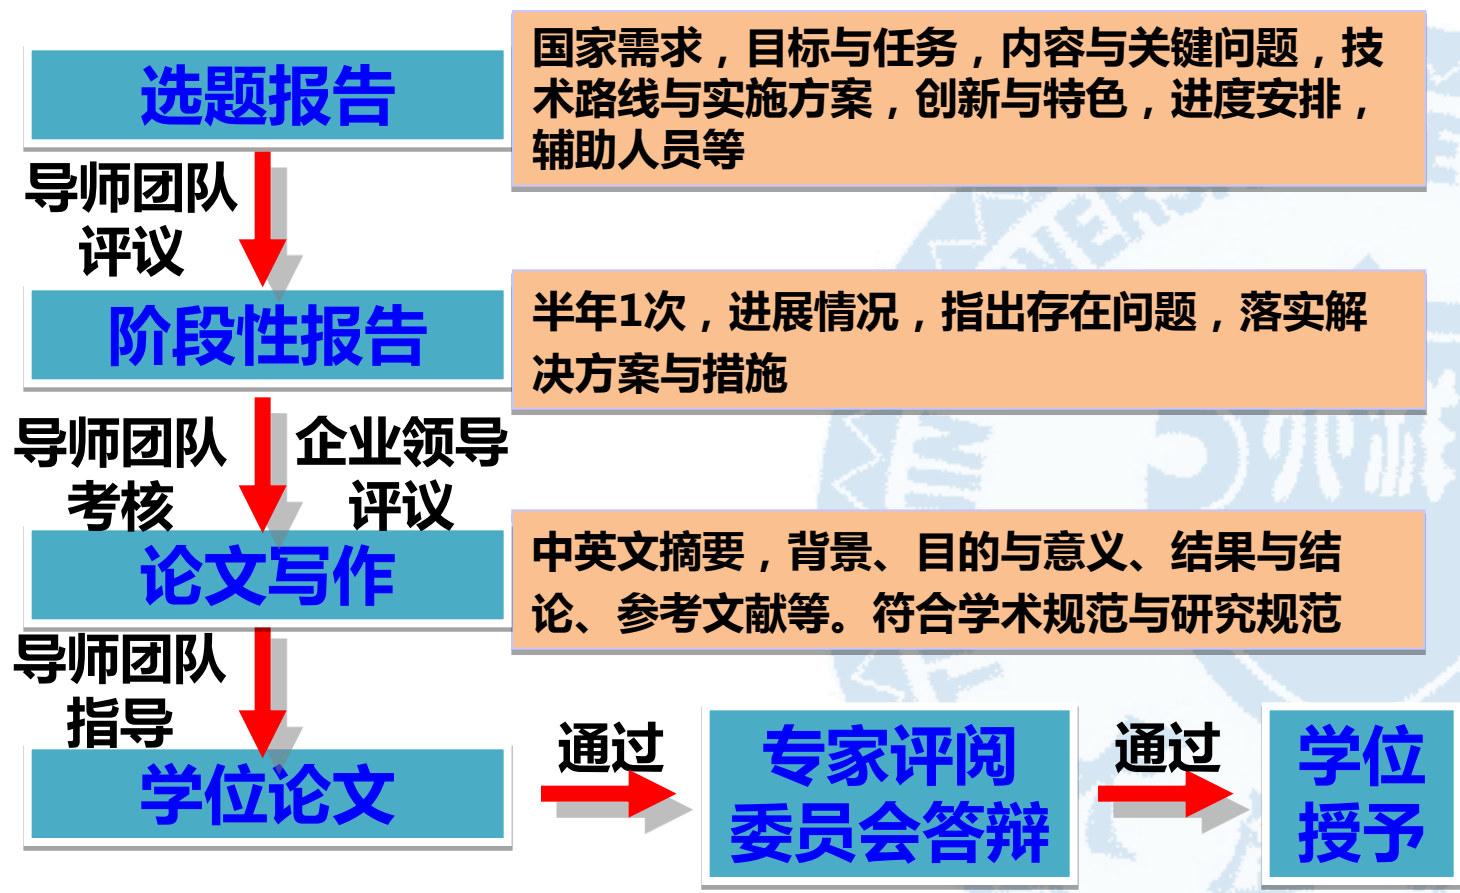 选题报告
国家需求，目标与任务，内容与关键问题，技
术路线与实施方案，创新与特色，进度安排，
辅助人员等
导师团队
评议
阶段性报告
半年1次，进展情况，指出存在问题，落实解
决方案与措施
导师团队
考核
企业领导
评议
论文写作
中英文摘要，背景、目的与意义、结果与结
论、参考文献等。符合学术规范与研究规范
导师团队
指导
学位论文
通过
专家评阅
委员会答辩
通过
学位
授予